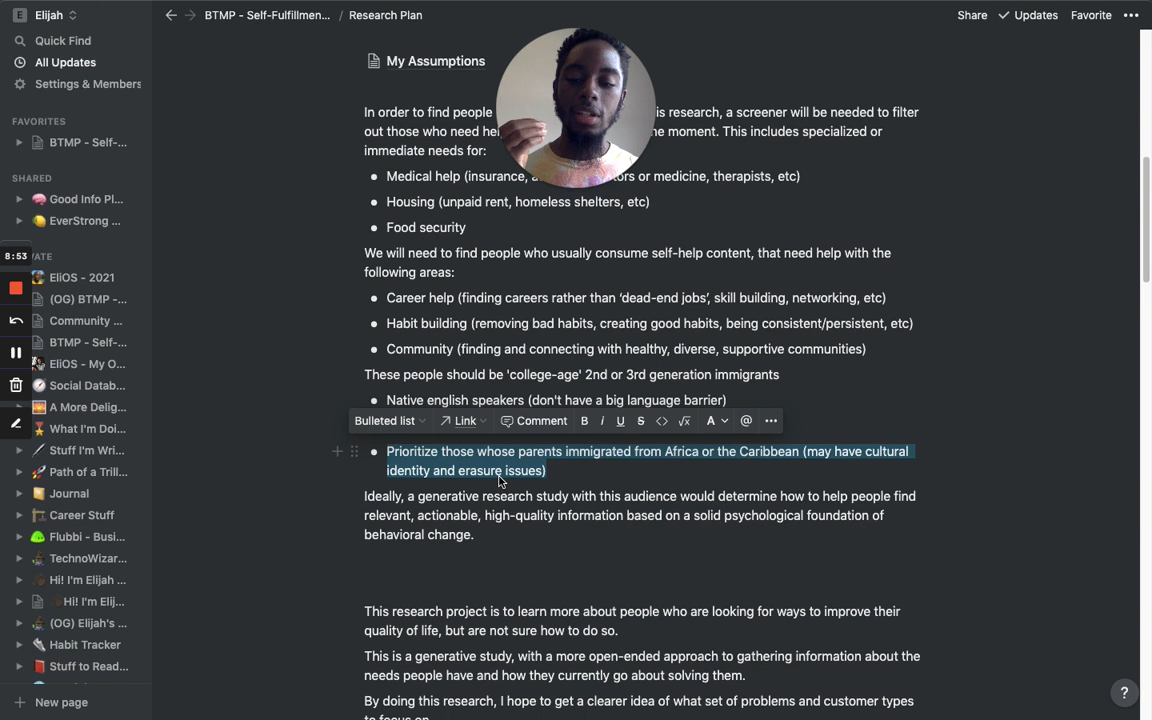 Elijah
BTMP - Self-Fulfillmen... / Research Plan
Share
Updates
Favorite
Quick Find
All Updates
Settings & Members
FAVORITES
BTMP - Self-...
SHARED
Good Info Pl...
EverStrong ...
8:53
VATE
EliOS - 2021
(OG) BTMP -...
Community ...
BTMP - Self-...
EliOS - My O...
Social Datab...
A More Delig...
What I'm Doi...
Stuff I'm Wri...
Path of a Trill...
Journal
Career Stuff
Flubbi - Busi...
TechnoWizar...
Hi! I'm Elijah ...
Hi! I'm Elij...
(OG) Elijah's ...
Habit Tracker
Stuff to Read...
New page
My Assumptions
In order to find people is research, a screener will be needed to filter
out those who need he he moment. This includes specialized or
immediate needs for:
Medical help (insurance, ors or medicine, therapists, etc)
Housing (unpaid rent, homeless shelters, etc)
Food security
We will need to find people who usually consume self-help content, that need help with the
following areas:
Career help (finding careers rather than ‘dead-end jobs’, skill building, networking, etc)
Habit building (removing bad habits, creating good habits, being consistent/persistent, etc)
Community (finding and connecting with healthy, diverse, supportive communities)
These people should be 'college-age' 2nd or 3rd generation immigrants
Native english speakers (don't have a big language barrier)
Bulleted list Link Comment B i U S <> √x A @ •••
Prioritize those whose parents immigrated from Africa or the Caribbean (may have cultural
identity and erasure issues)
Ideally, a generative research study with this audience would determine how to help people find
relevant, actionable, high-quality information based on a solid psychological foundation of
behavioral change.
This research project is to learn more about people who are looking for ways to improve their
quality of life, but are not sure how to do so.
This is a generative study, with a more open-ended approach to gathering information about the
needs people have and how they currently go about solving them.
By doing this research, I hope to get a clearer idea of what set of problems and customer types
to focus on
?